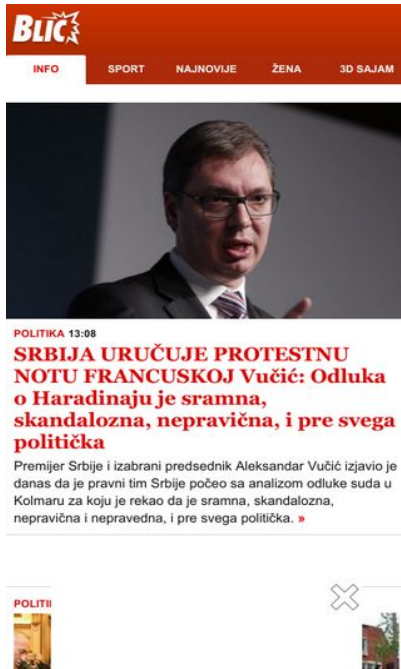 BLIC
INFO SPORT NAJNOVIJE ŽENA 3D SAJAM
POLITIKA 13:08
SRBIJA URUČUJE PROTESTNU
NOTU FRANCUSKOJ Vučić: Odluka
o Haradinaju je sramna,
skandalozna, nepravična, i pre svega
politička
Premijer Srbije i izabrani predsednik Aleksandar Vučić izjavio je
danas da je pravni tim Srbije počeo sa analizom odluke suda u
Kolmaru za koju je rekao da je sramna, skandalozna,
nepravična i nepravedna, i pre svega politička. »